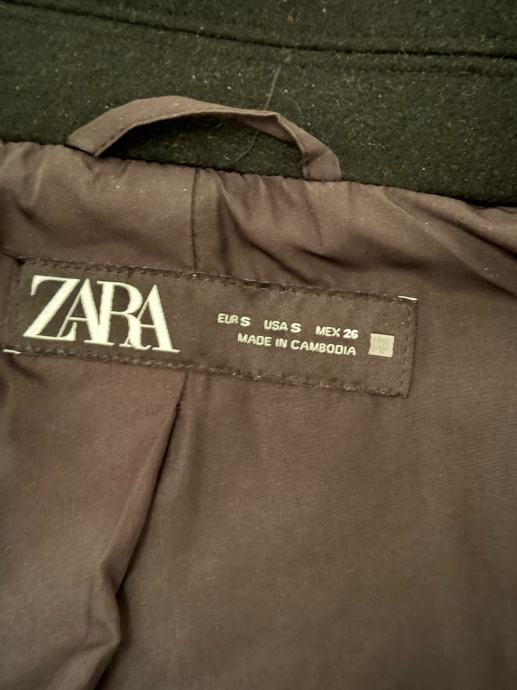 ZARA
EUR S USA S MEX 26
MADE IN CAMBODIA